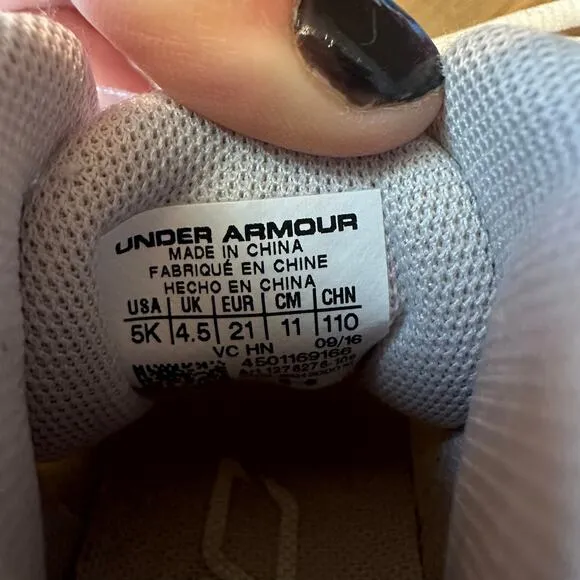 UNDER ARMOUR
MADE IN CHINA
FABRIQUÉ EN CHINE
HECHO EN CHINA
USA UK EUR CM CHN
5K 4.5 21 11 110
VC HN 09/16
4501169166
Art.